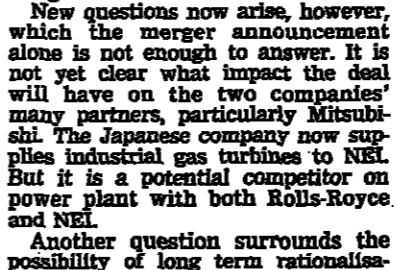 New questions now arise, however,
which the merger announcement
alone is not enough to answer. It is
not yet clear what impact the deal
will have on the two companies'
many partners, particularly Mitsubi-
shi. The Japanese company now sup-
plies industrial gas turbines to NEI.
But it is a potential competitor on
power plant with both Rolls-Royce
and NEI.
Another question surrounds the
possibility of long term rationalisa-